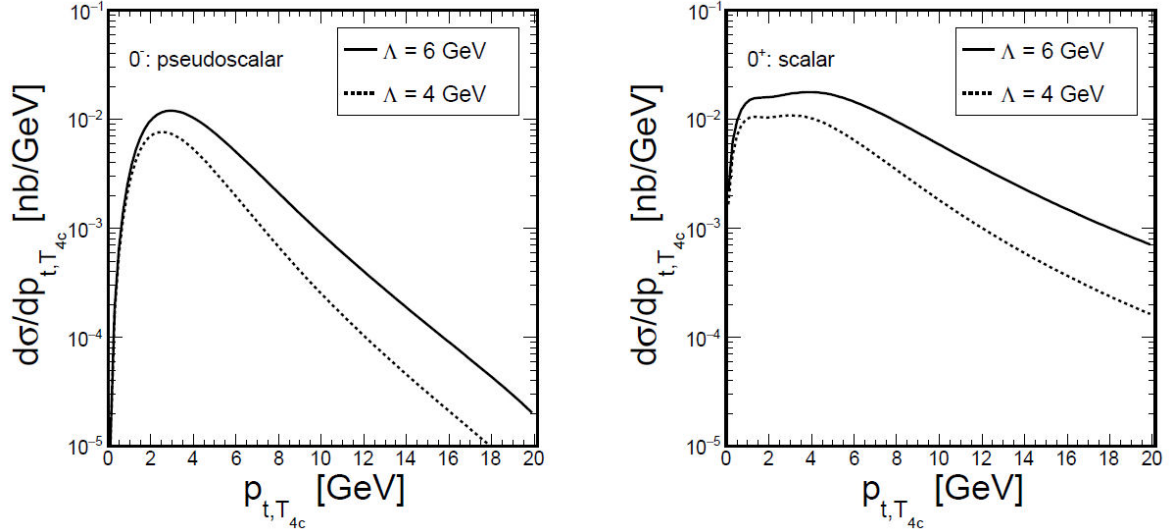 10⁻¹
10⁻²
10⁻³
10⁻⁴
10⁻⁵
dσ/dp_{t,T_{4c}} [nb/GeV]
0⁻: pseudoscalar
Λ = 6 GeV
Λ = 4 GeV
0 2 4 6 8 10 12 14 16 18 20
p_{t,T_{4c}} [GeV]
10⁻¹
10⁻²
10⁻³
10⁻⁴
10⁻⁵
dσ/dp_{t,T_{4c}} [nb/GeV]
0⁺: scalar
Λ = 6 GeV
Λ = 4 GeV
0 2 4 6 8 10 12 14 16 18 20
p_{t,T_{4c}} [GeV]